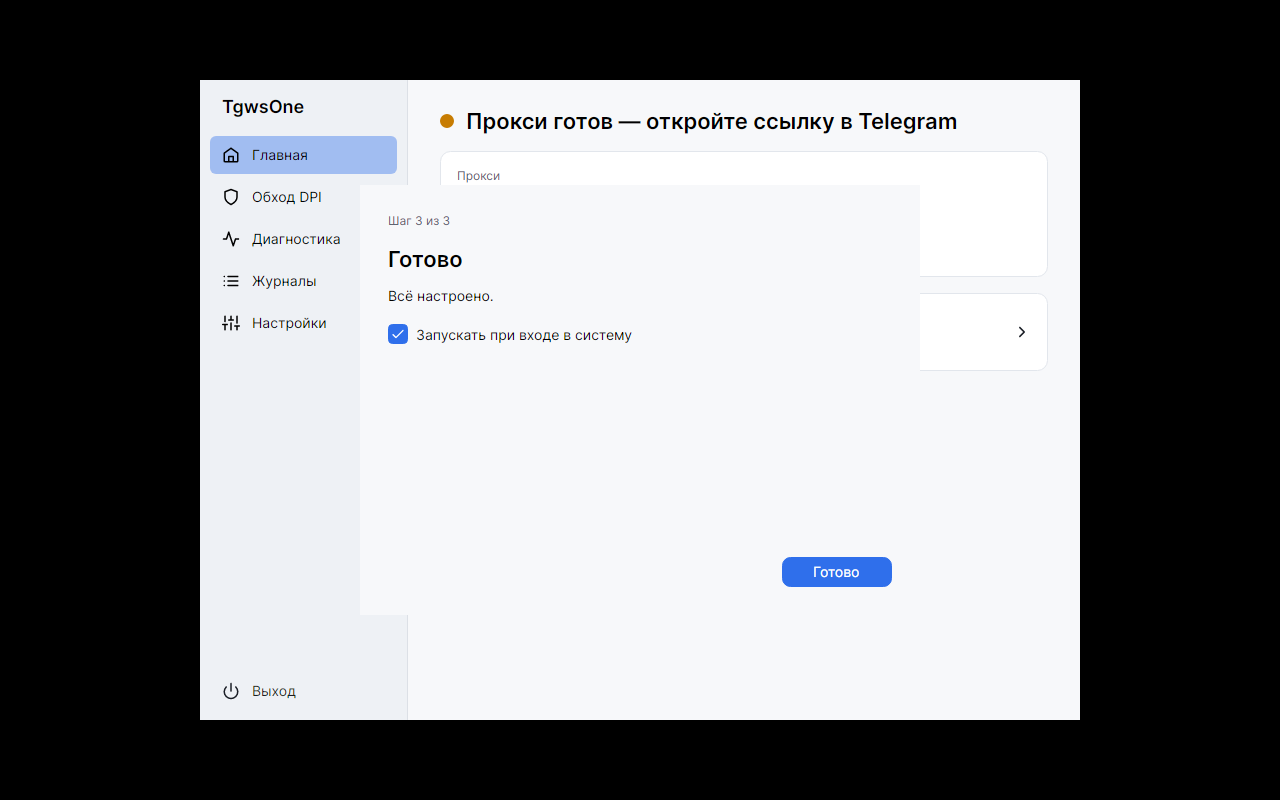 TgwsOne
Главная
Обход DPI
Диагностика
Журналы
Настройки
Выход
Прокси готов — откройте ссылку в Telegram
Прокси
Шаг 3 из 3
Готово
Всё настроено.
Запускать при входе в систему
Готово